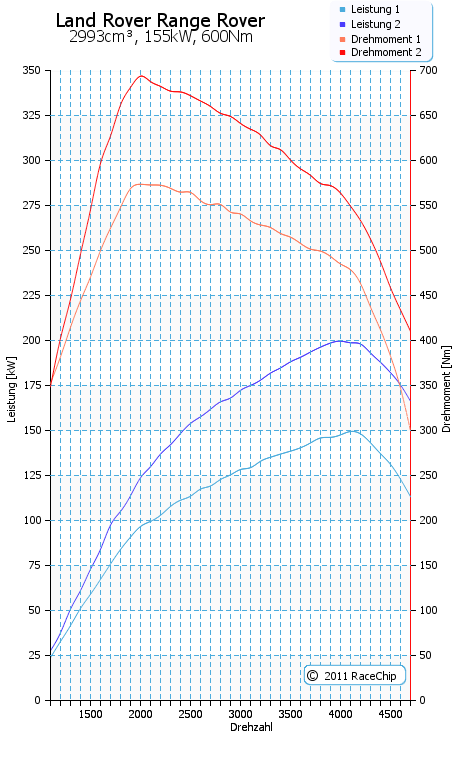 Land Rover Range Rover
2993cm³, 155kW, 600Nm
Leistung 1
Leistung 2
Drehmoment 1
Drehmoment 2
350
325
300
275
250
225
200
175
150
125
100
75
50
25
0
Leistung [kW]
700
650
600
550
500
450
400
350
300
250
200
150
100
50
0
Drehmoment [Nm]
© 2011 RaceChip
1500 2000 2500 3000 3500 4000 4500
Drehzahl